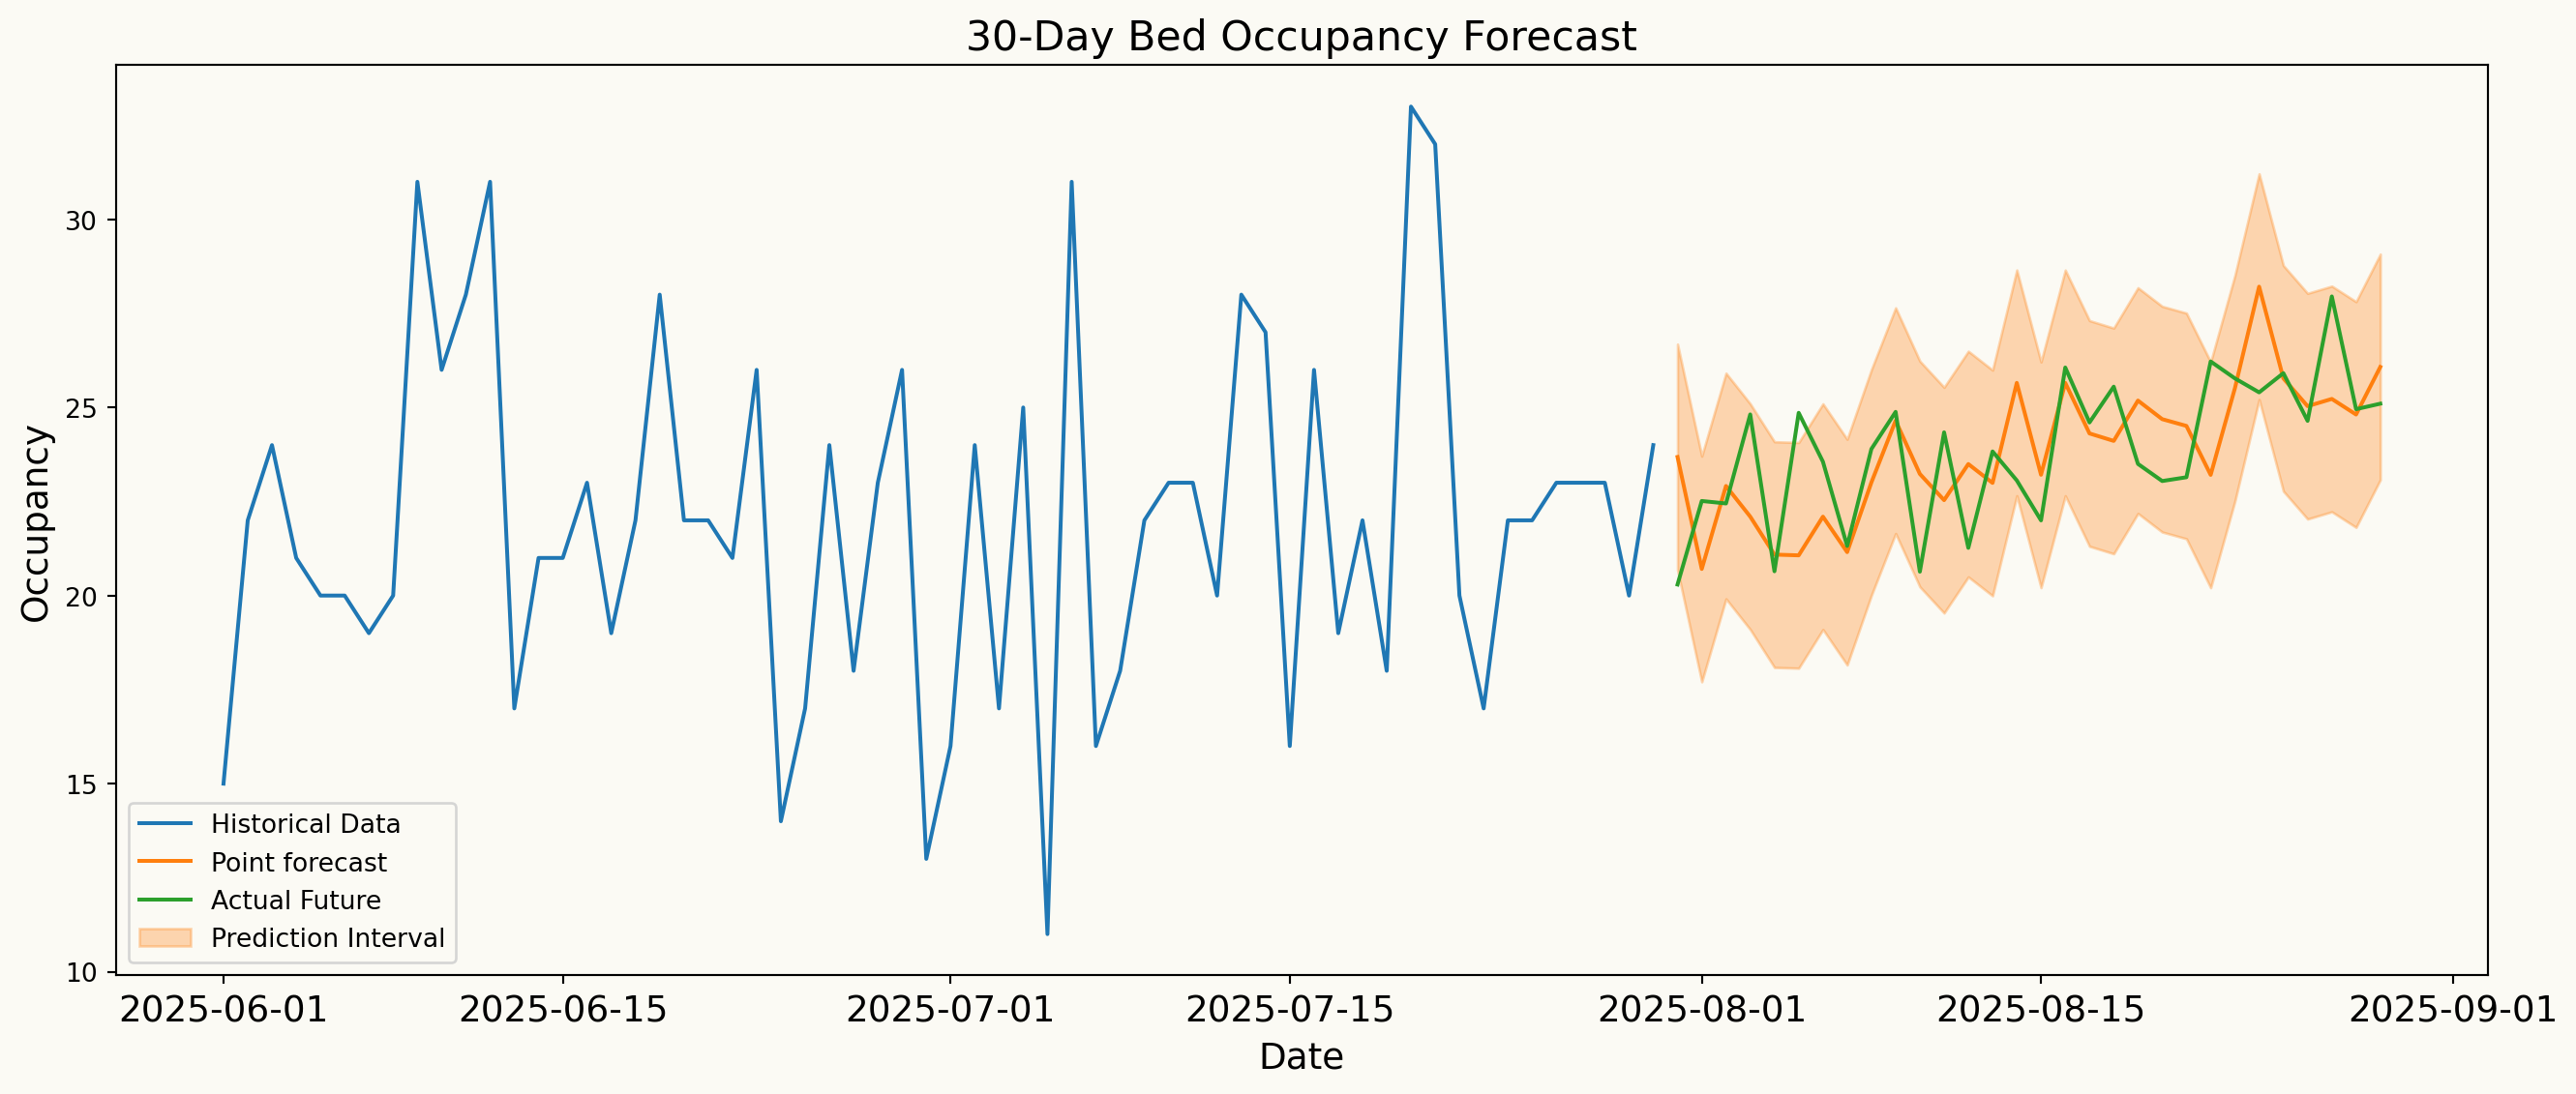 30-Day Bed Occupancy Forecast
Occupancy
30
25
20
15
10
Historical Data
Point forecast
Actual Future
Prediction Interval
2025-06-01 2025-06-15 2025-07-01 2025-07-15 2025-08-01 2025-08-15 2025-09-01
Date